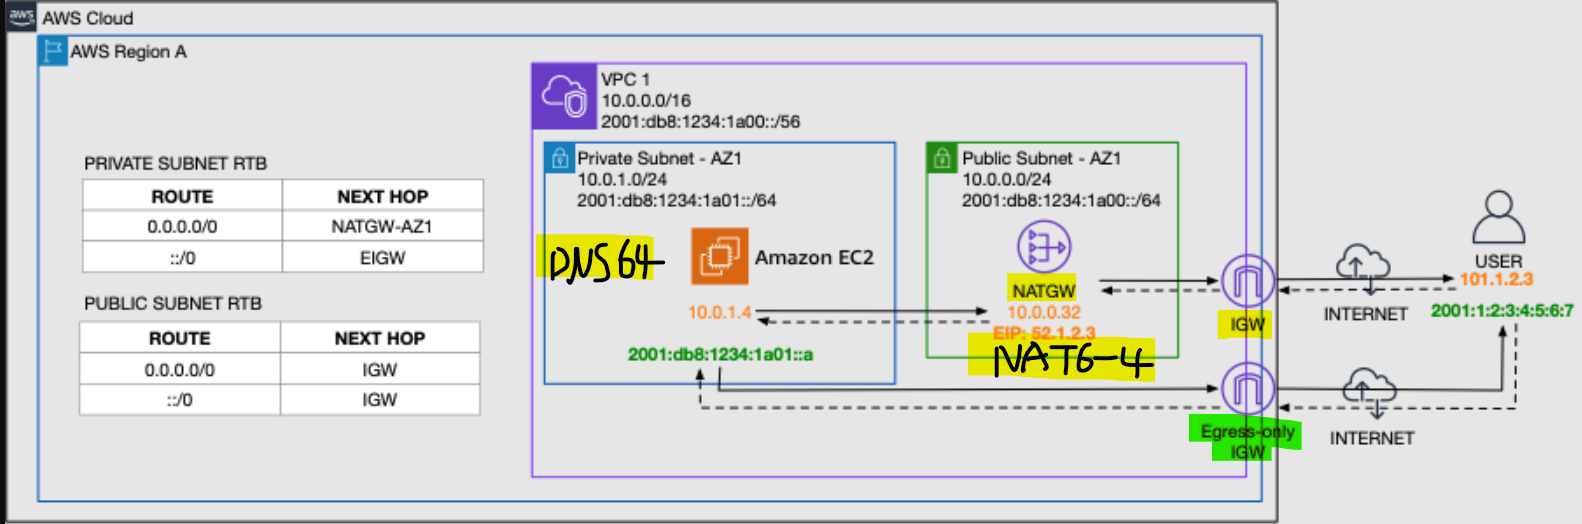 aws AWS Cloud
AWS Region A
VPC 1
10.0.0.0/16
2001:db8:1234:1a00::/56
PRIVATE SUBNET RTB
ROUTE NEXT HOP
0.0.0.0/0 NATGW-AZ1
::/0 EIGW
PUBLIC SUBNET RTB
ROUTE NEXT HOP
0.0.0.0/0 IGW
::/0 IGW
Private Subnet - AZ1
10.0.1.0/24
2001:db8:1234:1a01::/64
DNS64
Amazon EC2
10.0.1.4
2001:db8:1234:1a01::a
Public Subnet - AZ1
10.0.0.0/24
2001:db8:1234:1a00::/64
NATGW
10.0.0.32
EIP: 52.1.2.3
NAT6-4
IGW
Egress-only
IGW
INTERNET
INTERNET
USER
101.1.2.3
2001:1:2:3:4:5:6:7